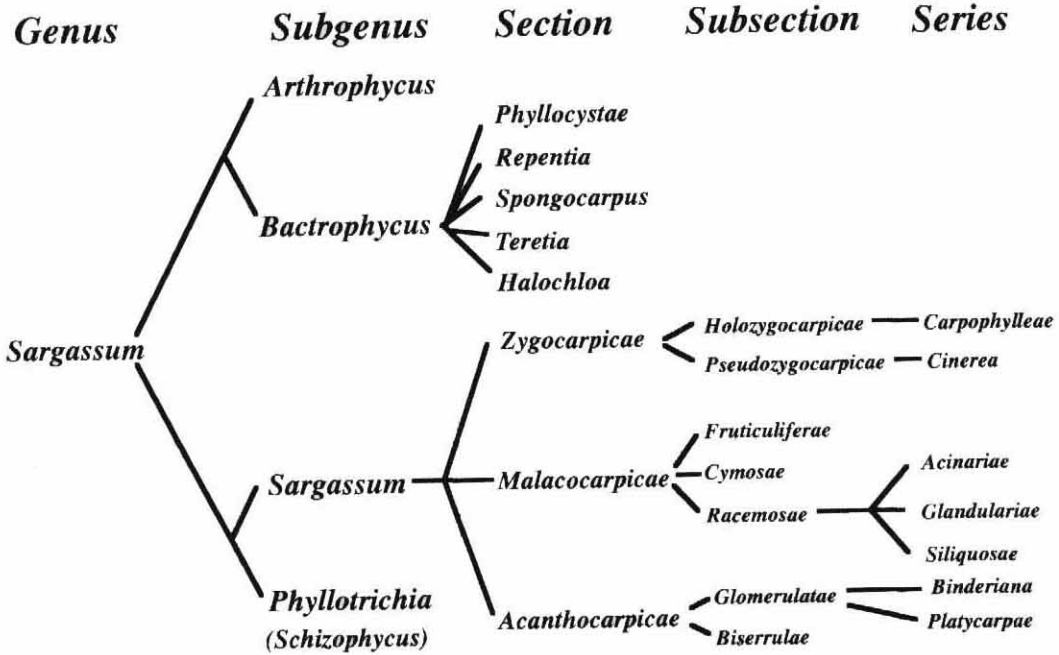 Genus Subgenus Section Subsection Series
Arthrophycus
Phyllocystae
Repentia
Spongocarpus
Bactrophycus
Teretia
Halochloa
Sargassum
Zygocarpicae
Holozygocarpicae
Carpophylleae
Pseudozygocarpicae
Cinerea
Sargassum
Malacocarpicae
Fruticuliferae
Cymosae
Racemosae
Acinariae
Glandulariae
Siliquosae
Phyllotrichia
(Schizophycus)
Acanthocarpicae
Glomerulatae
Binderiana
Platycarpae
Biserrulae